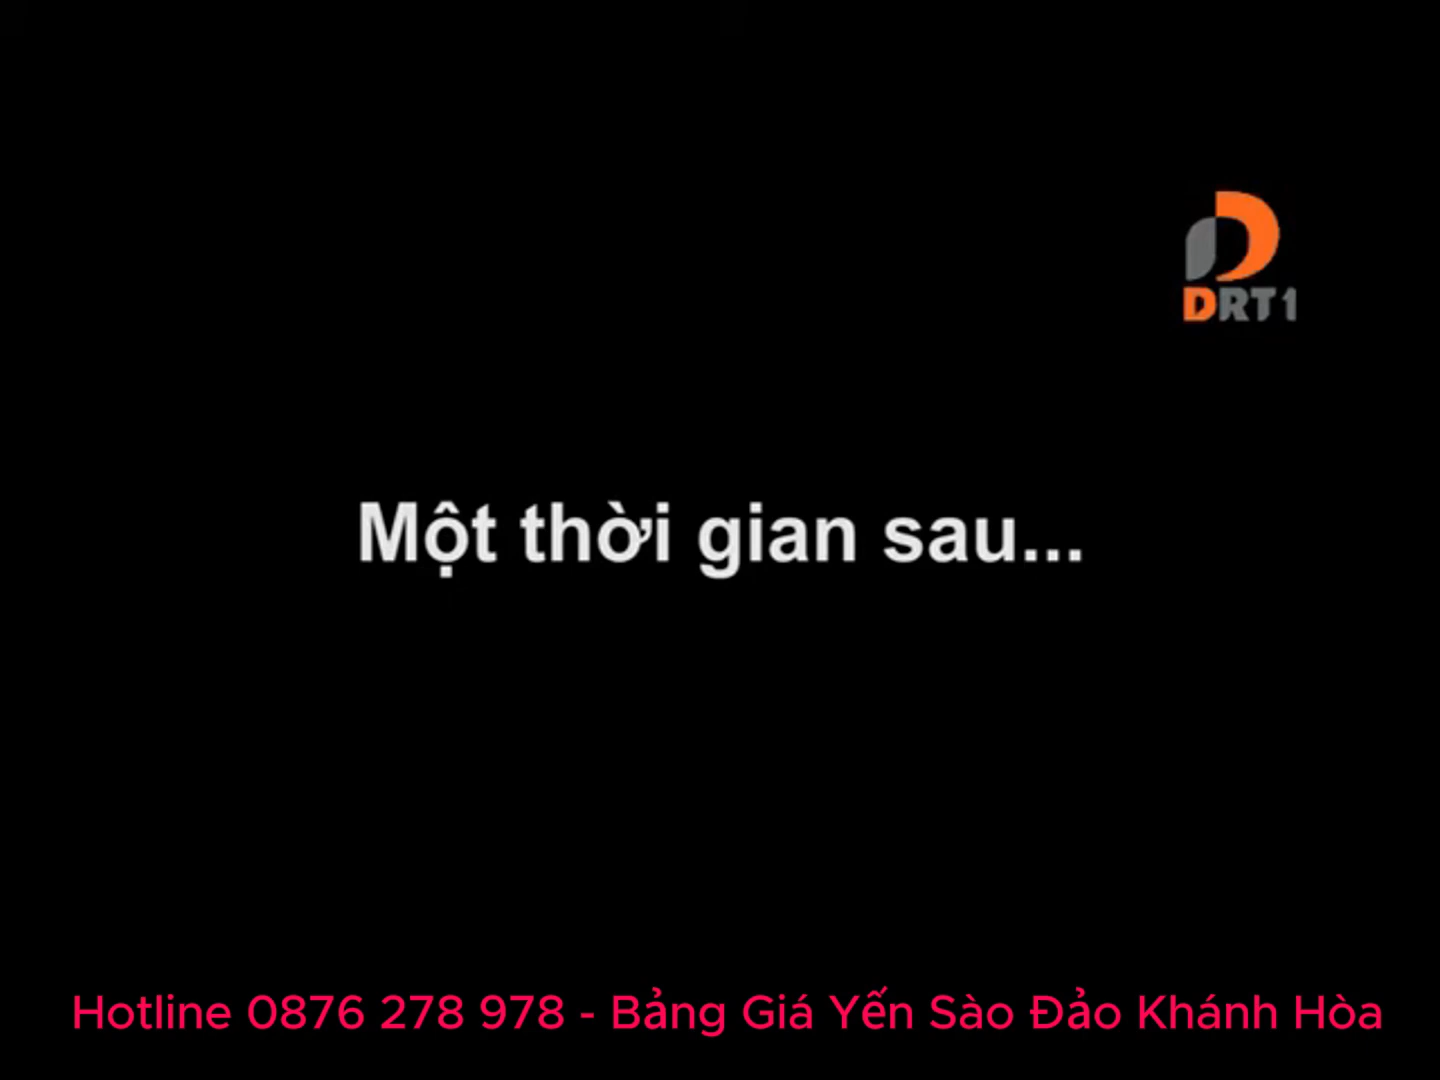 DRT1
Một thời gian sau...
Hotline 0876 278 978 - Bảng Giá Yến Sào Đảo Khánh Hòa